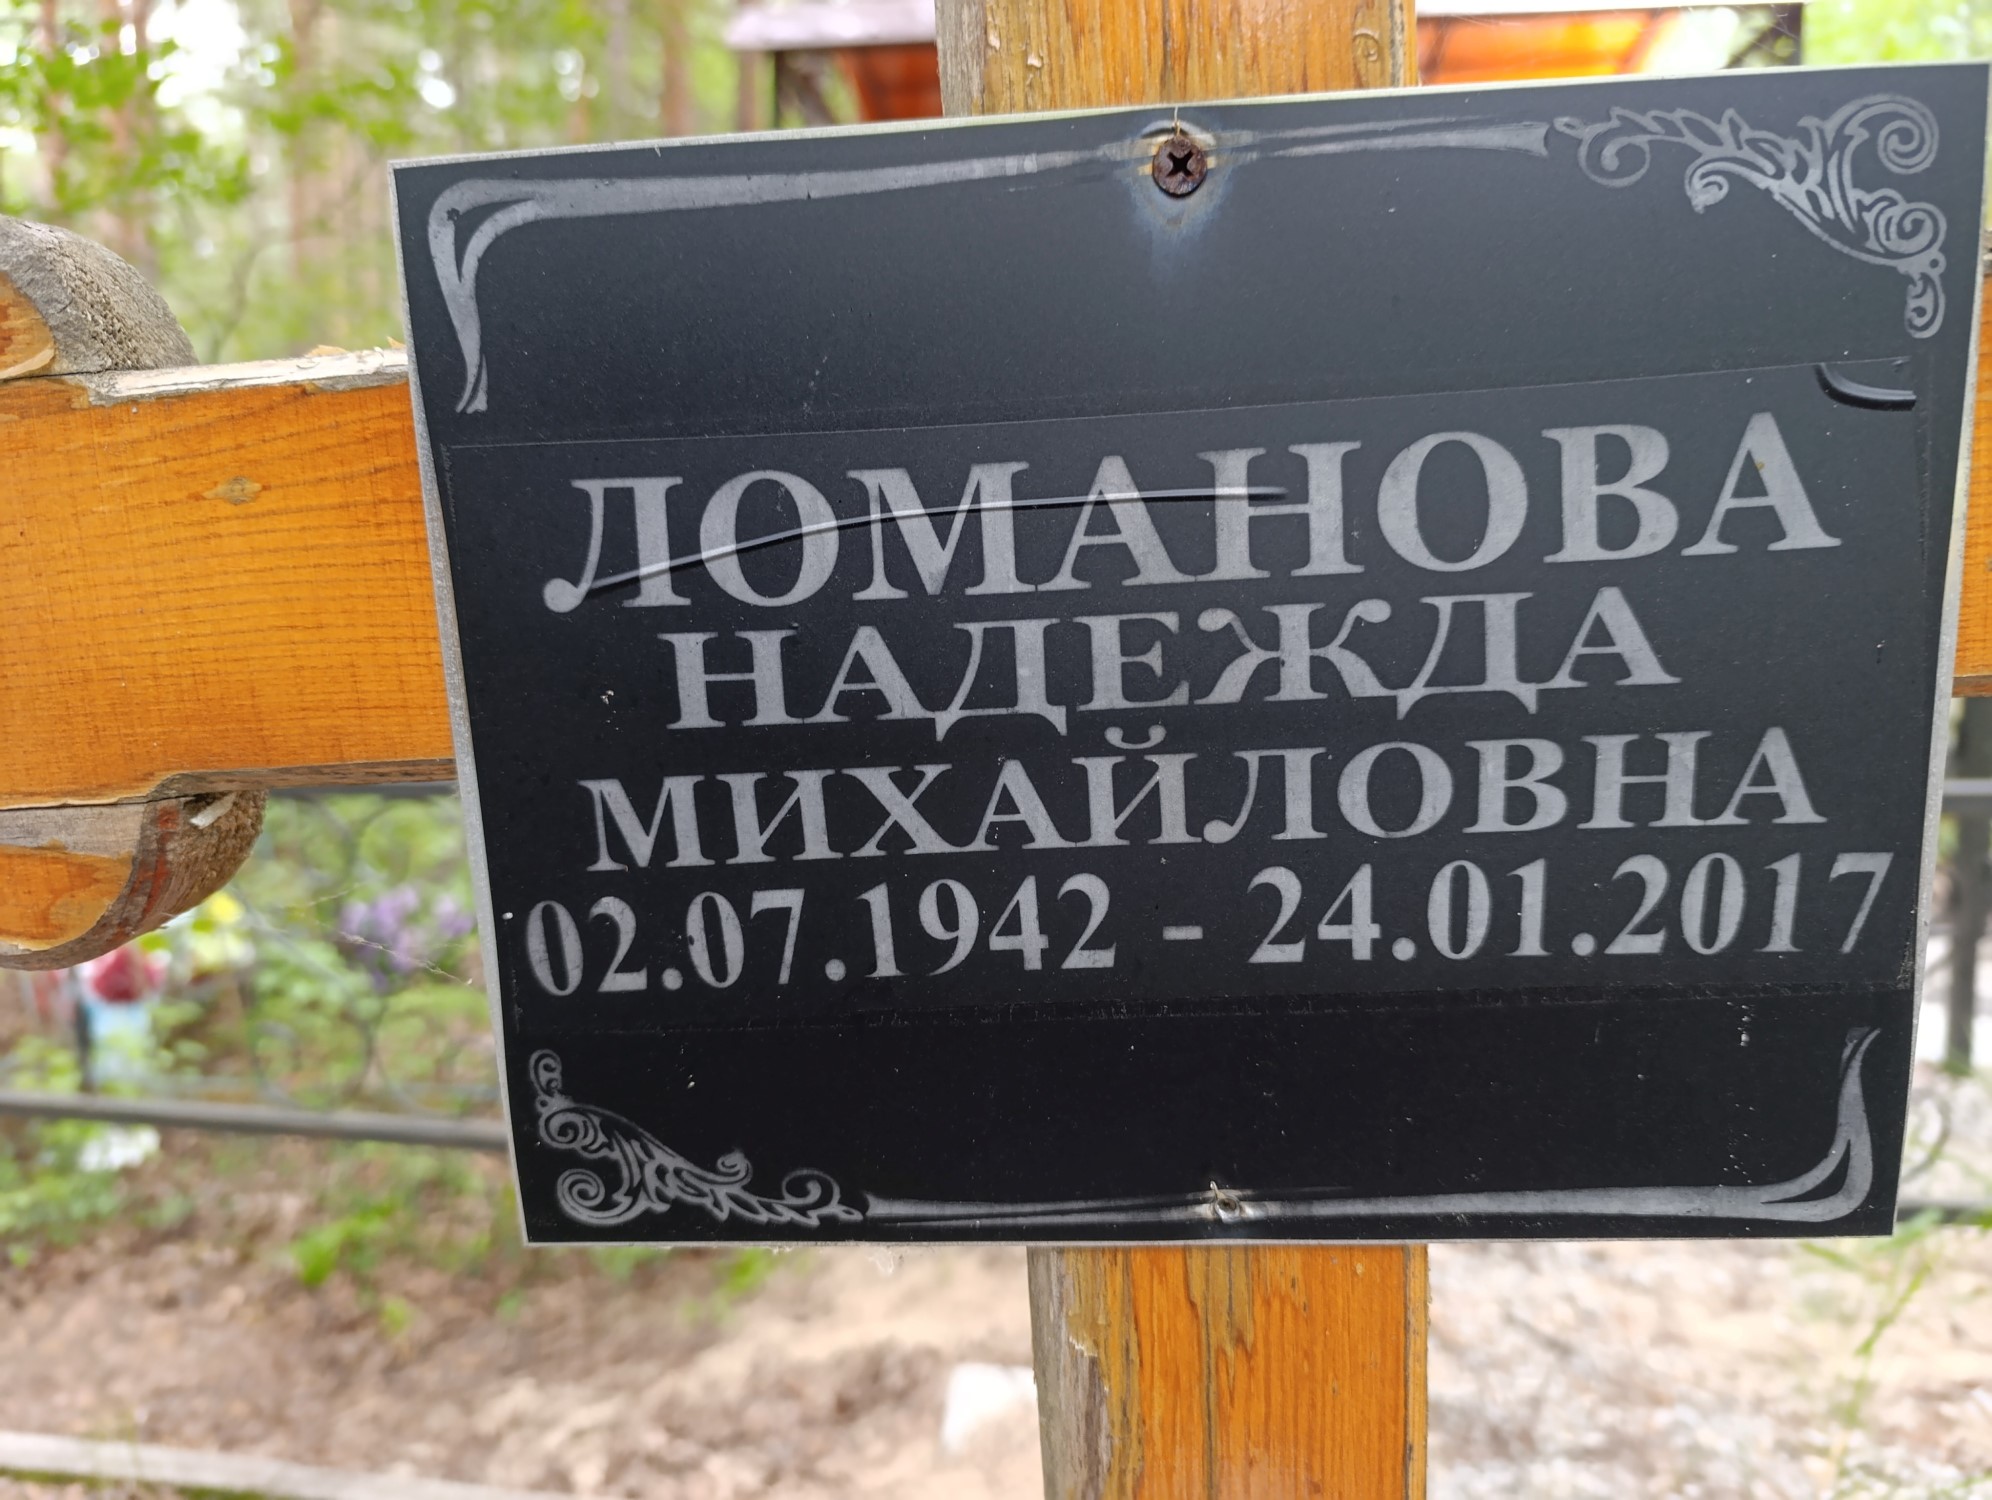 ЛОМАНОВА
НАДЕЖДА
МИХАЙЛОВНА
02.07.1942 - 24.01.2017